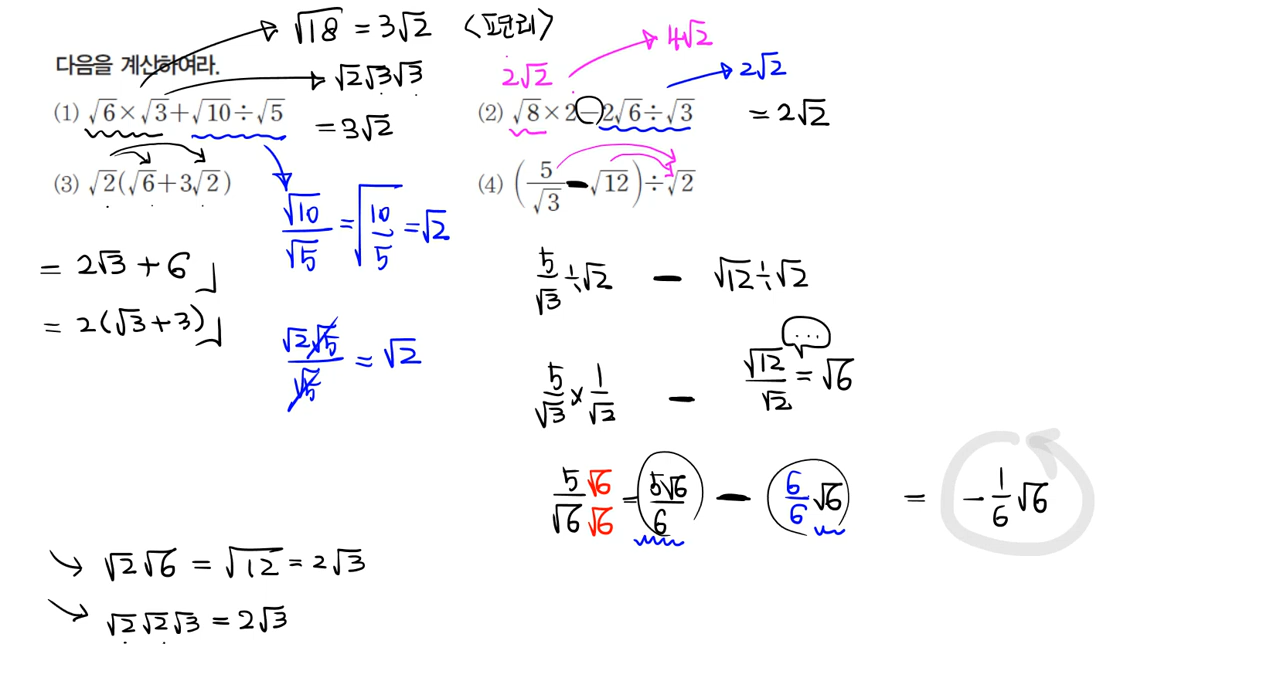 √18 = 3√2 <포코리>
4√2
다음을 계산하여라.
√2√3√3
2√2
2√2
(1) √6 × √3 + √10 ÷ √5
= 3√2
(2) √8 × 2 − 2√6 ÷ √3
= 2√2
(3) √2(√6 + 3√2)
(4) (5/√3 − √12) ÷ √2
√10/√5 = √(10/5) = √2
= 2√3 + 6
= 2(√3 + 3)
√2√5/√5 = √2
5/√3 ÷ √2 − √12 ÷ √2
...
5/√3 × 1/√2 − √12/√2 = √6
5√6/√6√6 = 5√6/6 − 6/6 √6 = −1/6 √6
√2√6 = √12 = 2√3
√2√2√3 = 2√3